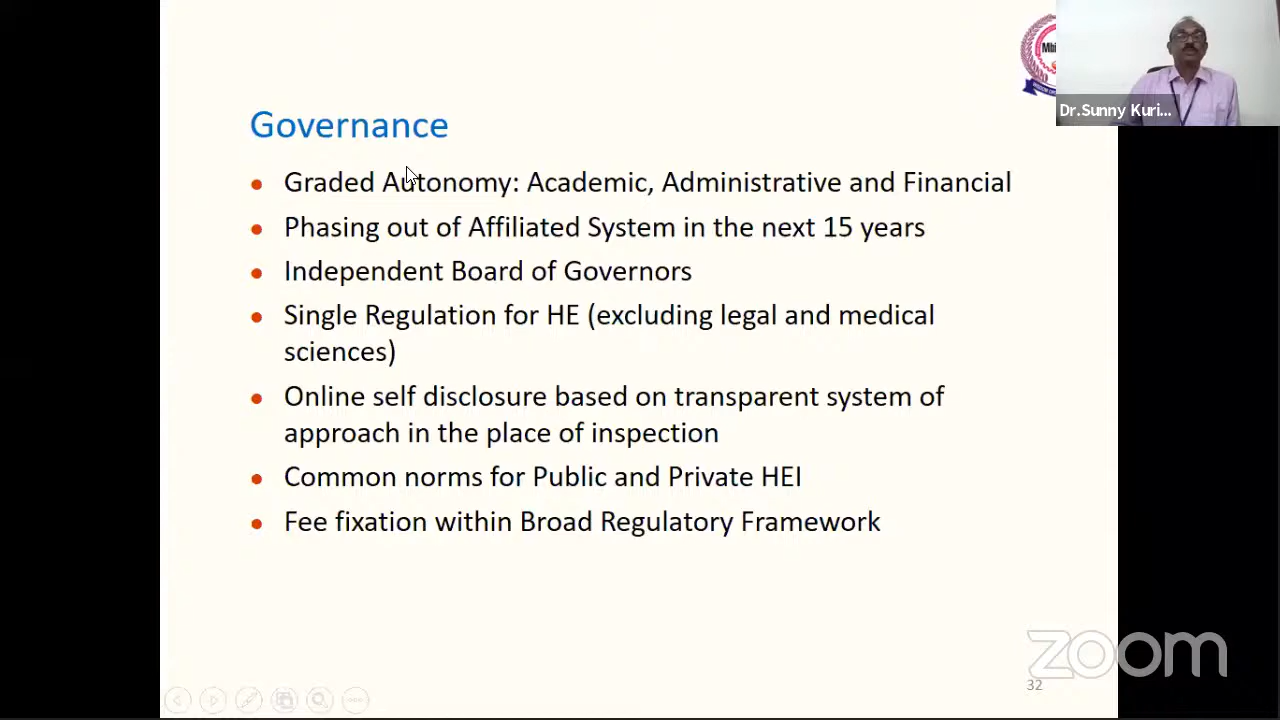 Mbi
Dr.Sunny Kuri...
Governance
Graded Autonomy: Academic, Administrative and Financial
Phasing out of Affiliated System in the next 15 years
Independent Board of Governors
Single Regulation for HE (excluding legal and medical
sciences)
Online self disclosure based on transparent system of
approach in the place of inspection
Common norms for Public and Private HEI
Fee fixation within Broad Regulatory Framework
zoom
32